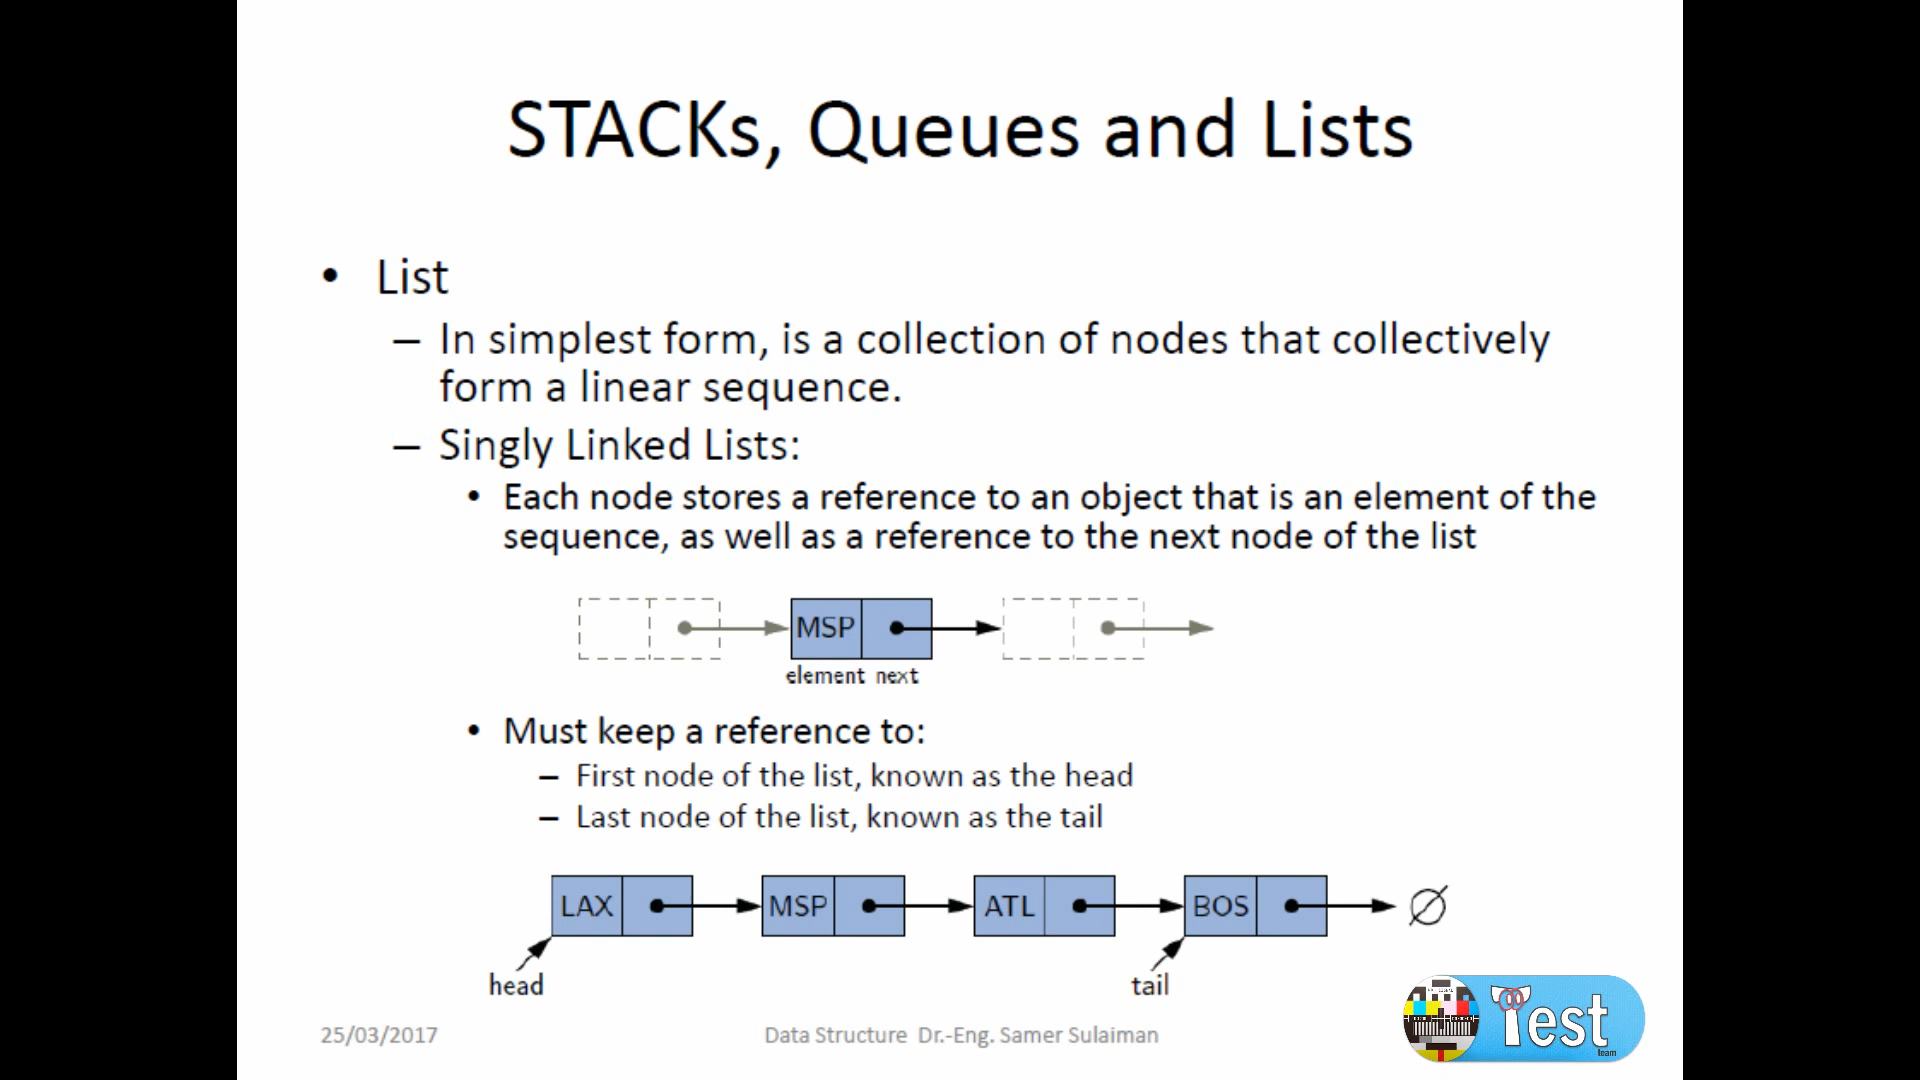 STACKs, Queues and Lists
• List
– In simplest form, is a collection of nodes that collectively
form a linear sequence.
– Singly Linked Lists:
• Each node stores a reference to an object that is an element of the
sequence, as well as a reference to the next node of the list
MSP
element next
• Must keep a reference to:
– First node of the list, known as the head
– Last node of the list, known as the tail
LAX MSP ATL BOS ∅
head tail
25/03/2017 Data Structure Dr.-Eng. Samer Sulaiman
Test
team